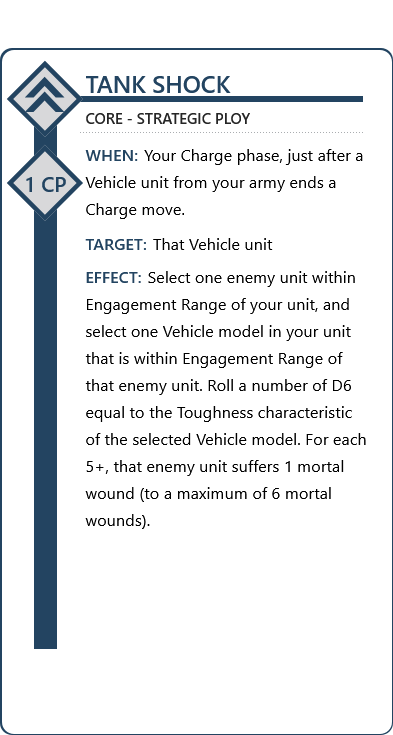 TANK SHOCK
CORE - STRATEGIC PLOY
1 CP
WHEN: Your Charge phase, just after a
Vehicle unit from your army ends a
Charge move.
TARGET: That Vehicle unit
EFFECT: Select one enemy unit within
Engagement Range of your unit, and
select one Vehicle model in your unit
that is within Engagement Range of
that enemy unit. Roll a number of D6
equal to the Toughness characteristic
of the selected Vehicle model. For each
5+, that enemy unit suffers 1 mortal
wound (to a maximum of 6 mortal
wounds).